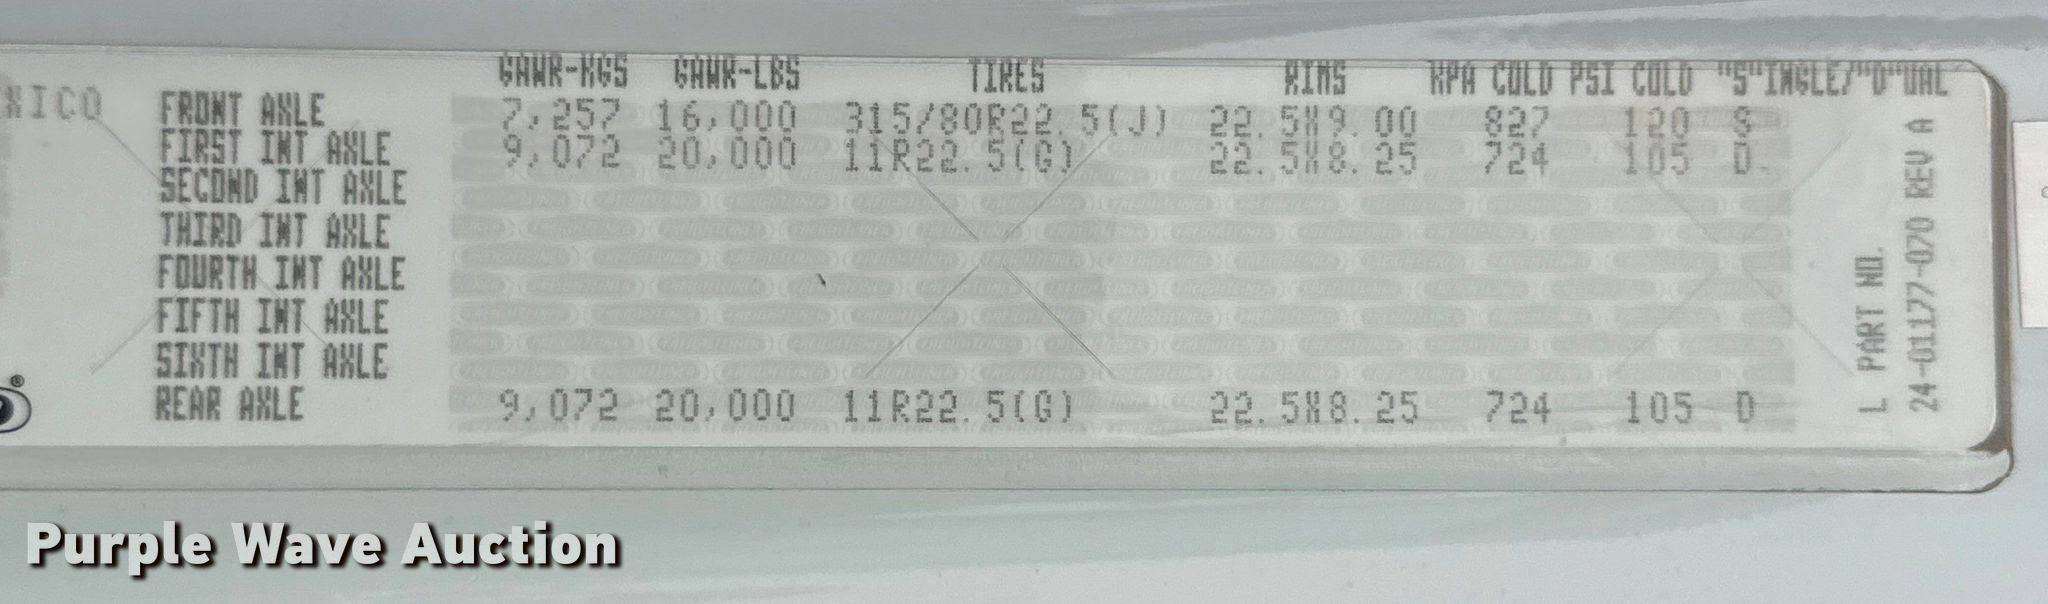 GAWR-KGS GAWR-LBS TIRES RIMS KPA COLD PSI COLD "S"INGLE/"D"UAL
XICO FRONT AXLE 7,257 16,000 315/80R22.5(J) 22.5X9.00 827 120 S
FIRST INT AXLE 9,072 20,000 11R22.5(G) 22.5X8.25 724 105 D
SECOND INT AXLE
THIRD INT AXLE
FOURTH INT AXLE
FIFTH INT AXLE
SIXTH INT AXLE
REAR AXLE 9,072 20,000 11R22.5(G) 22.5X8.25 724 105 D
L PART NO.
24-01177-070 REV A
®
Purple Wave Auction